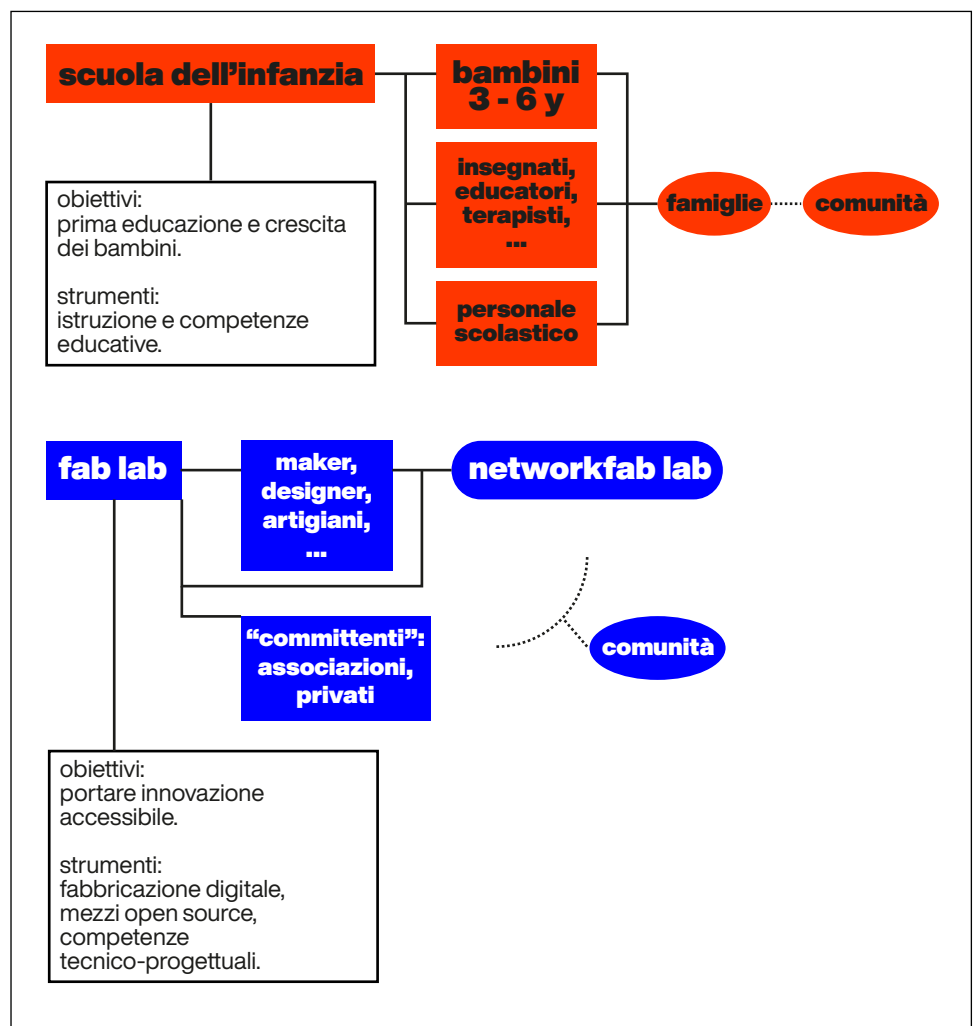 scuola dell'infanzia
bambini
3 - 6 y
insegnati,
educatori,
terapisti,
...
personale
scolastico
famiglie
comunità
obiettivi:
prima educazione e crescita
dei bambini.
strumenti:
istruzione e competenze
educative.
fab lab
maker,
designer,
artigiani,
...
networkfab lab
“committenti”:
associazioni,
privati
comunità
obiettivi:
portare innovazione
accessibile.
strumenti:
fabbricazione digitale,
mezzi open source,
competenze
tecnico-progettuali.